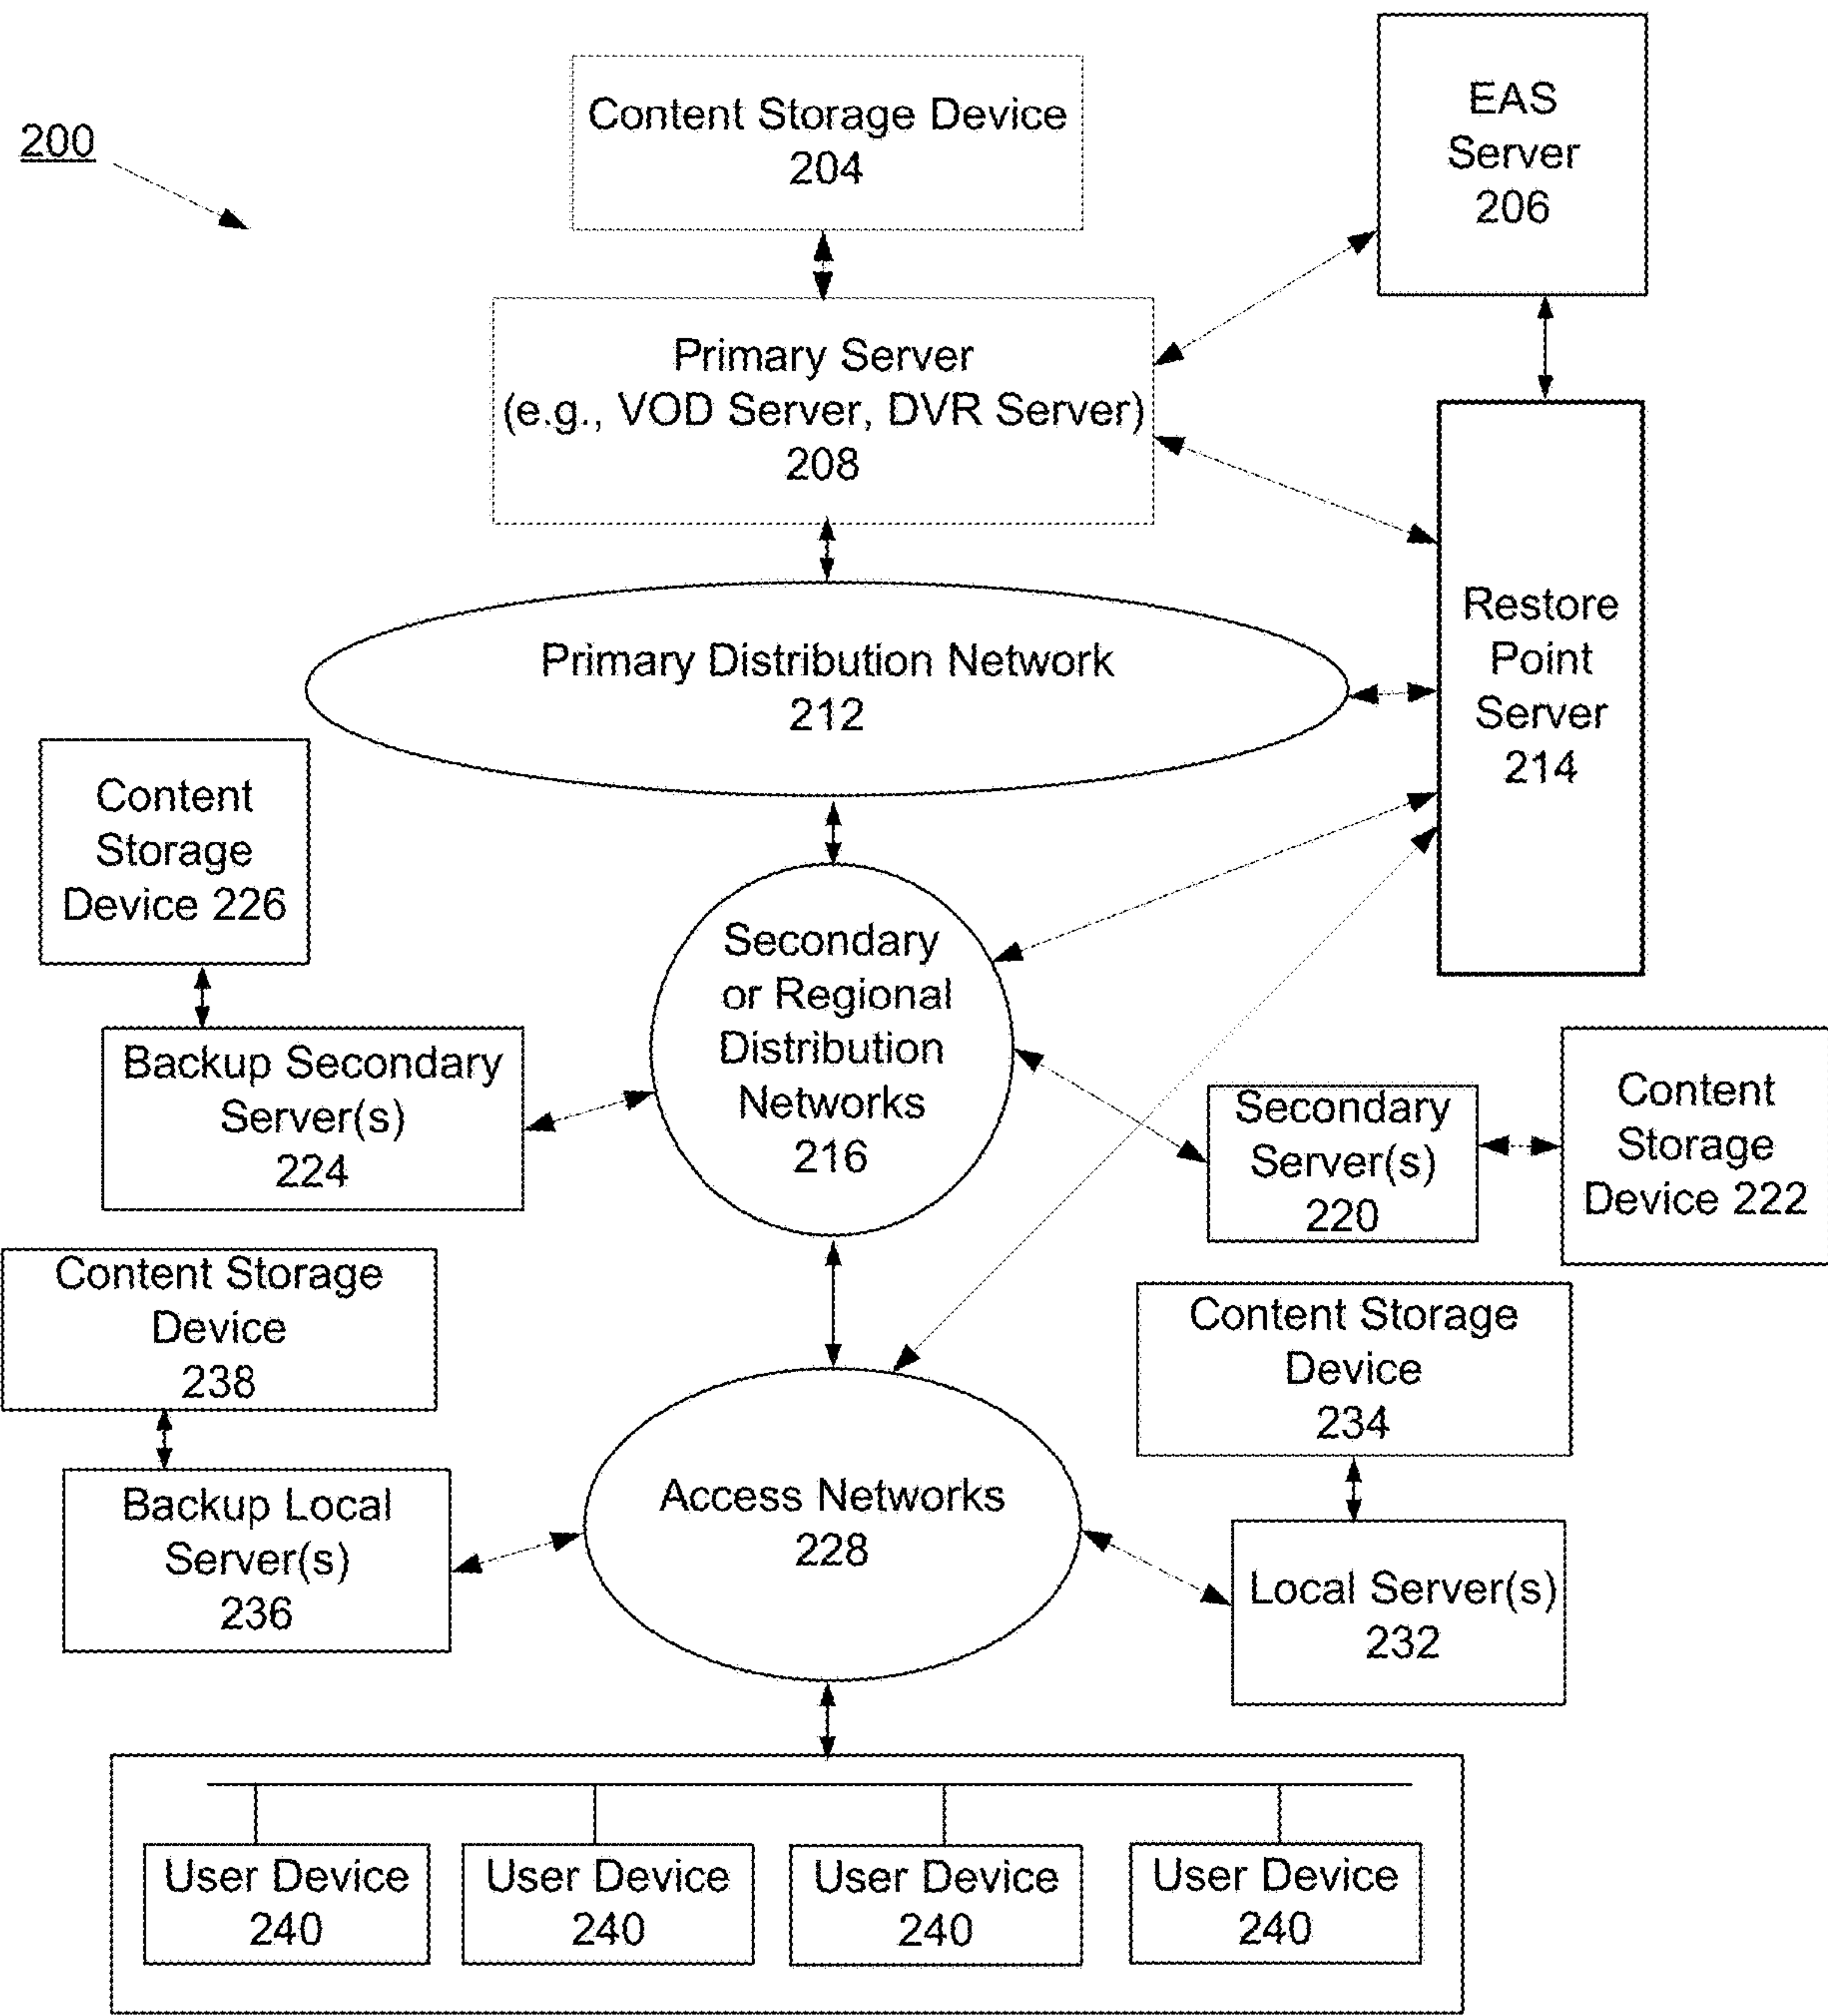 200
Content Storage Device
204
EAS
Server
206
Primary Server
(e.g., VOD Server, DVR Server)
208
Primary Distribution Network
212
Restore
Point
Server
214
Content
Storage
Device 226
Secondary
or Regional
Distribution
Networks
216
Backup Secondary
Server(s)
224
Secondary
Server(s)
220
Content
Storage
Device 222
Content Storage
Device
238
Content Storage
Device
234
Backup Local
Server(s)
236
Access Networks
228
Local Server(s)
232
User Device
240
User Device
240
User Device
240
User Device
240